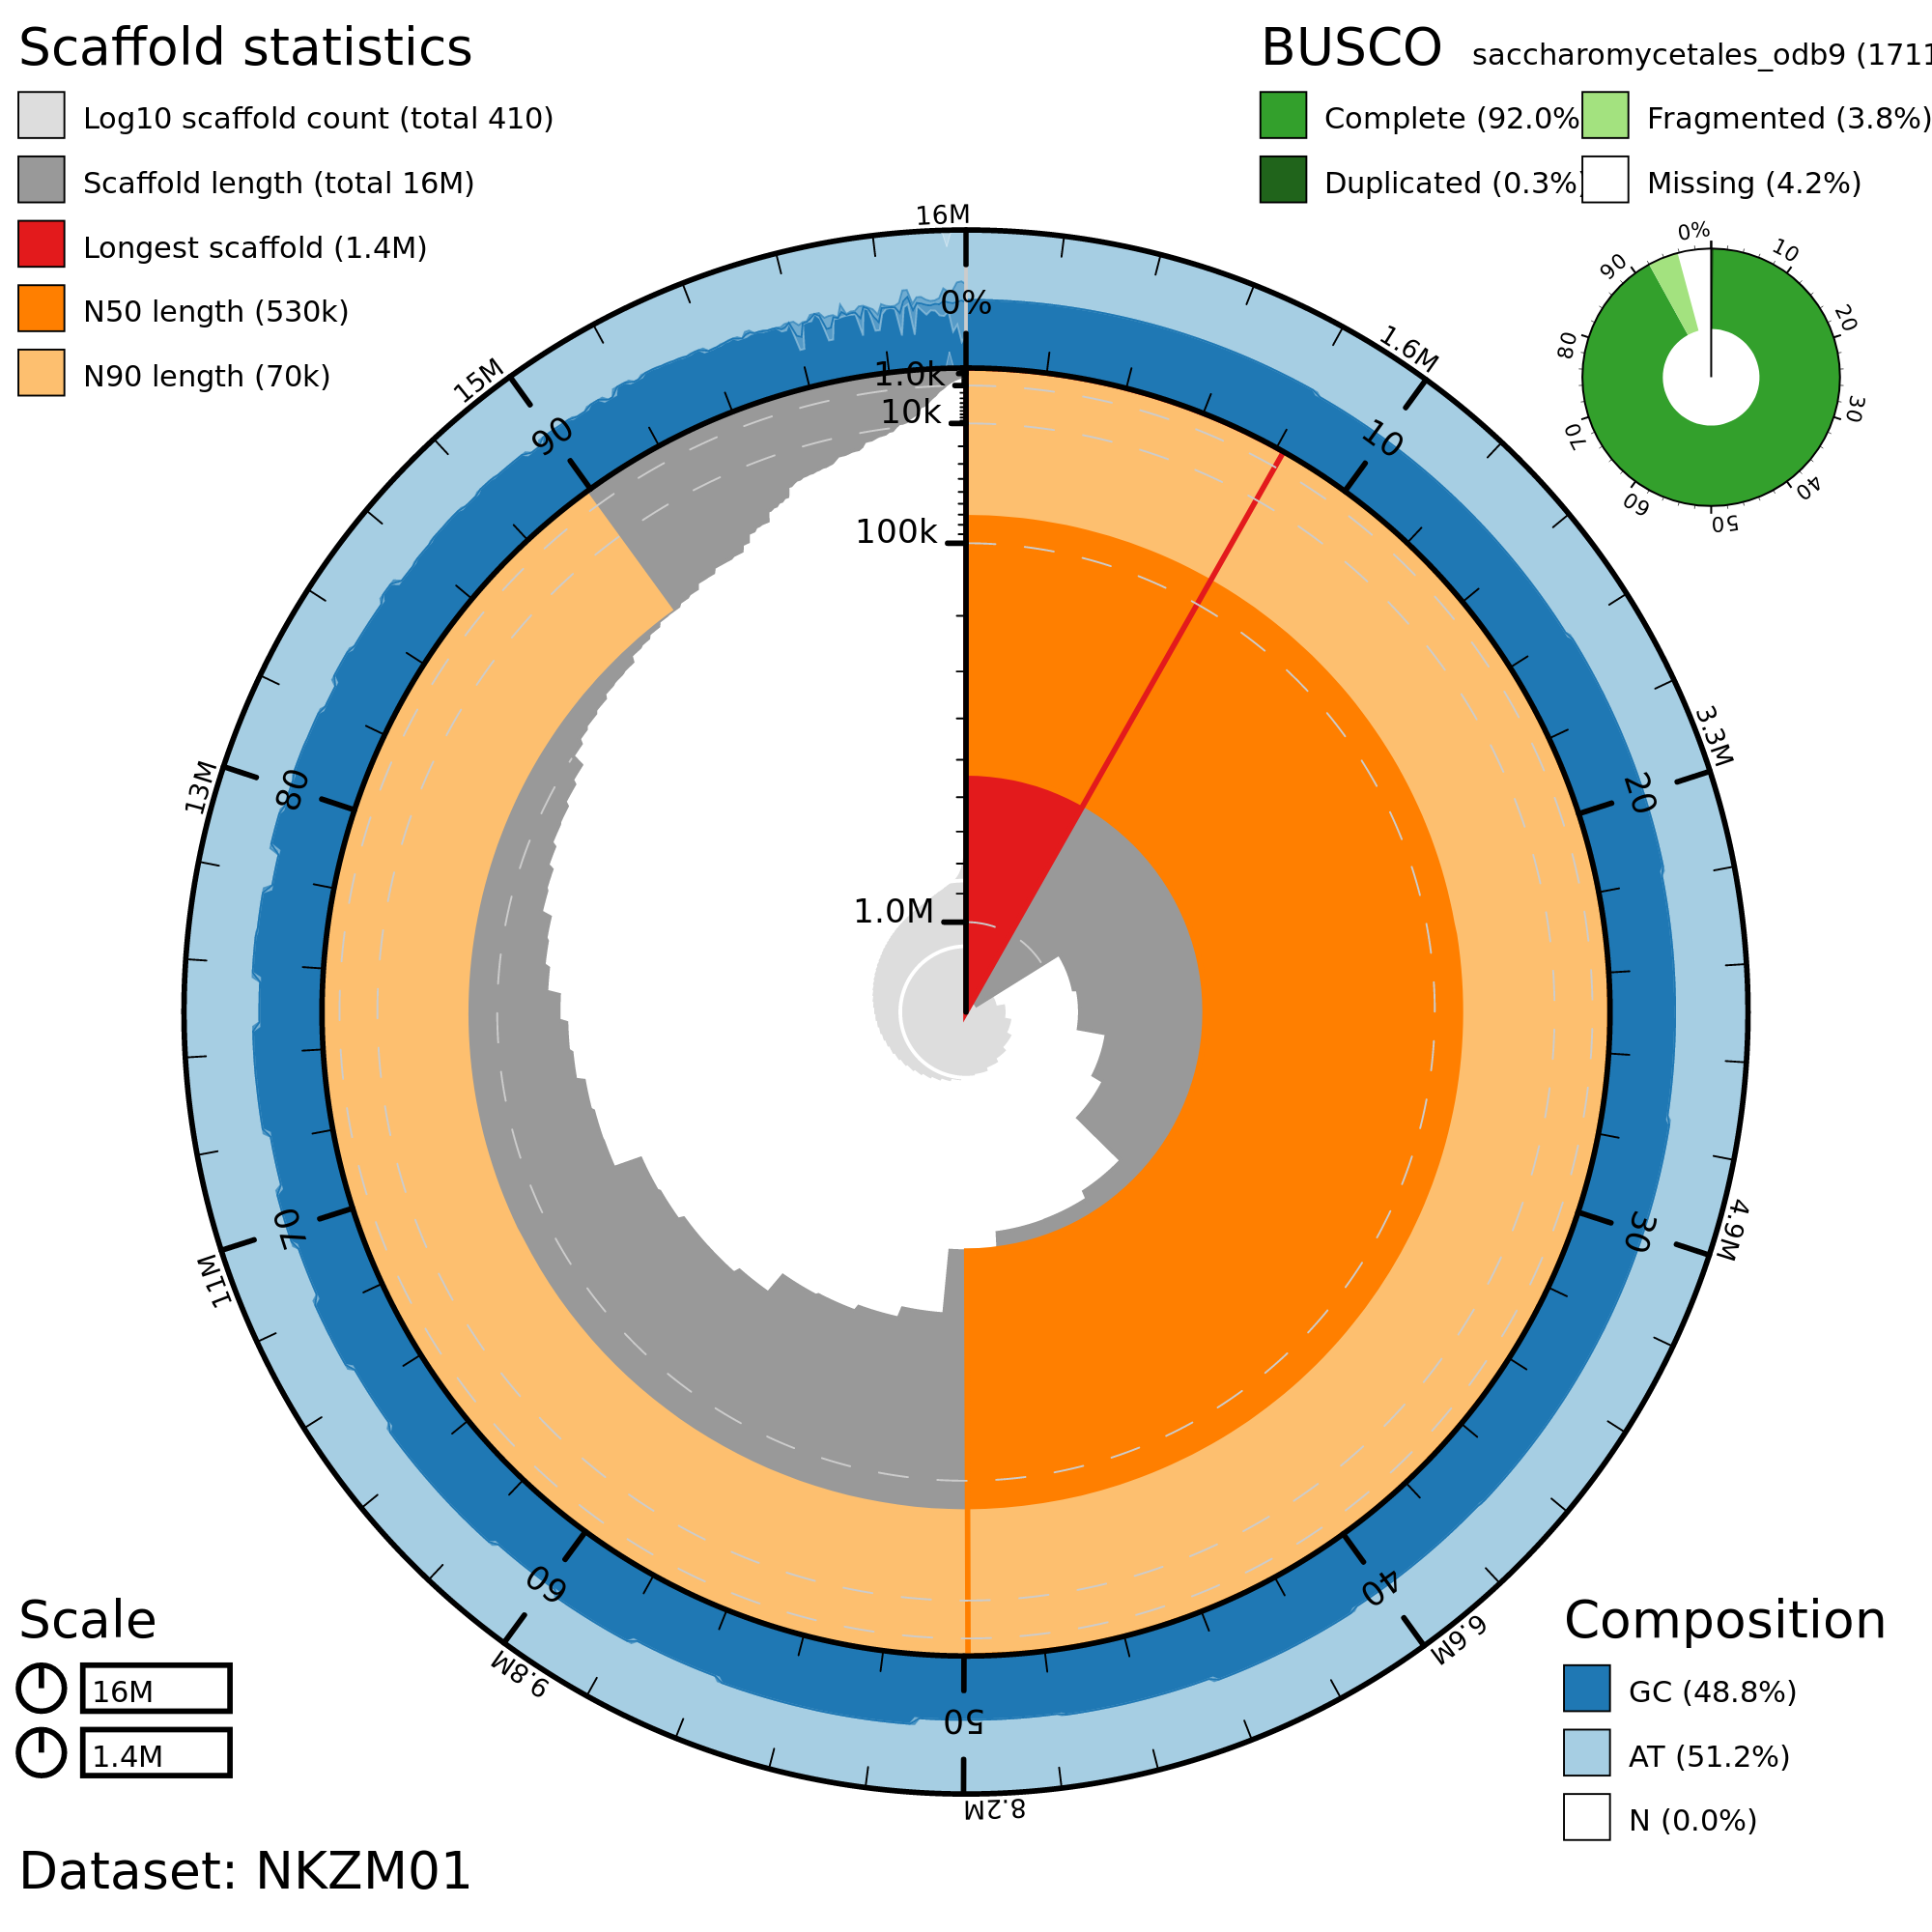 Scaffold statistics
Log10 scaffold count (total 410)
Scaffold length (total 16M)
Longest scaffold (1.4M)
N50 length (530k)
N90 length (70k)
BUSCO saccharomycetales_odb9 (1711
Complete (92.0%
Fragmented (3.8%)
Duplicated (0.3%)
Missing (4.2%)
0%
10
20
30
40
50
60
70
80
90
16M
1.6M
3.3M
4.9M
6.6M
8.2M
9.8M
11M
13M
15M
0%
10
20
30
40
50
60
70
80
90
1.0k
10k
100k
1.0M
Scale
16M
1.4M
Composition
GC (48.8%)
AT (51.2%)
N (0.0%)
Dataset: NKZM01